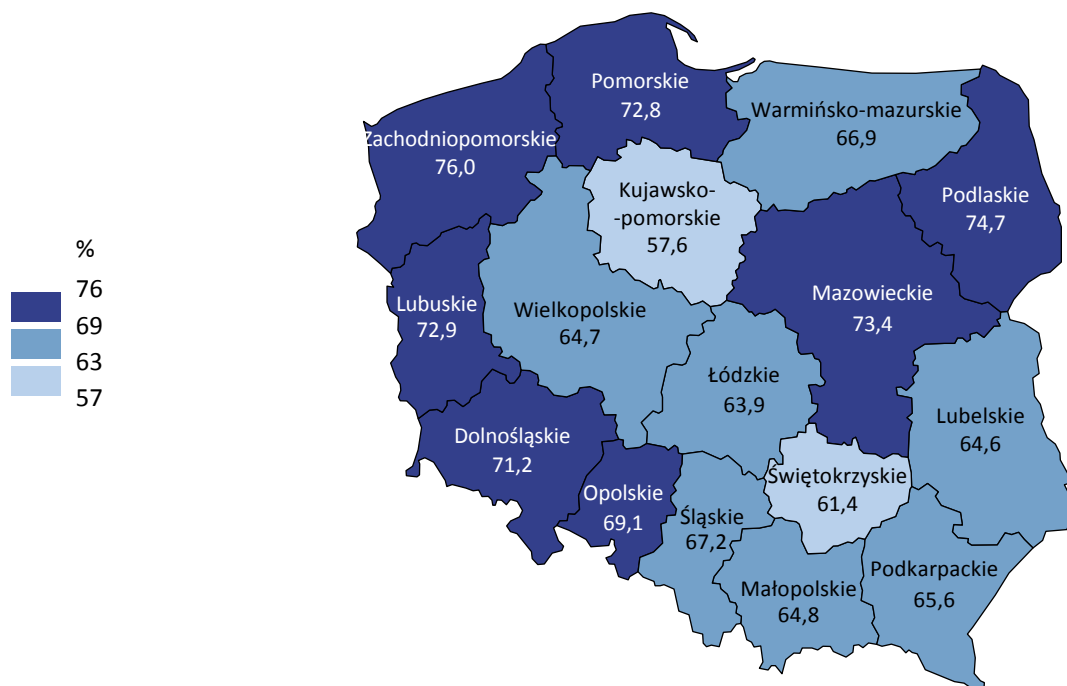 %
76
69
63
57
Pomorskie
72,8
Warmińsko-mazurskie
66,9
Zachodniopomorskie
76,0
Podlaskie
74,7
Kujawsko-
-pomorskie
57,6
Lubuskie
72,9
Wielkopolskie
64,7
Mazowieckie
73,4
Łódzkie
63,9
Lubelskie
64,6
Dolnośląskie
71,2
Opolskie
69,1
Śląskie
67,2
Świętokrzyskie
61,4
Małopolskie
64,8
Podkarpackie
65,6